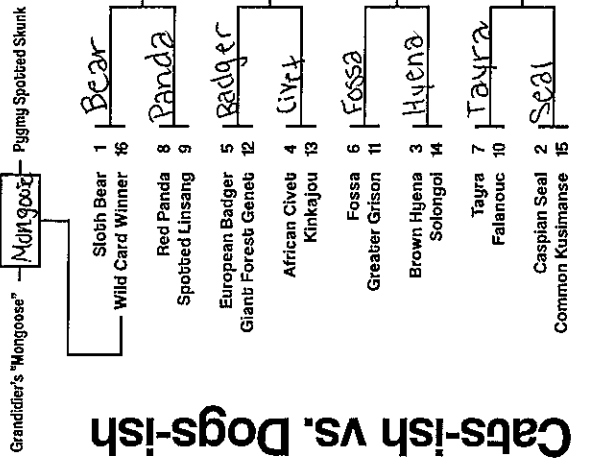 Grandidier's "Mongoose"
Mongoose
Pygmy Spotted Skunk
Sloth Bear 1
Wild Card Winner 16
Bear
Red Panda 8
Spotted Linsang 9
Panda
European Badger 5
Giant Forest Genet 12
Badger
African Civet 4
Kinkajou 13
Civet
Fossa 6
Greater Grison 11
Fossa
Brown Hyena 3
Solongol 14
Hyena
Tayra 7
Falanouc 10
Tayra
Caspian Seal 2
Common Kusimanse 15
Seal
Cats-ish vs. Dogs-ish